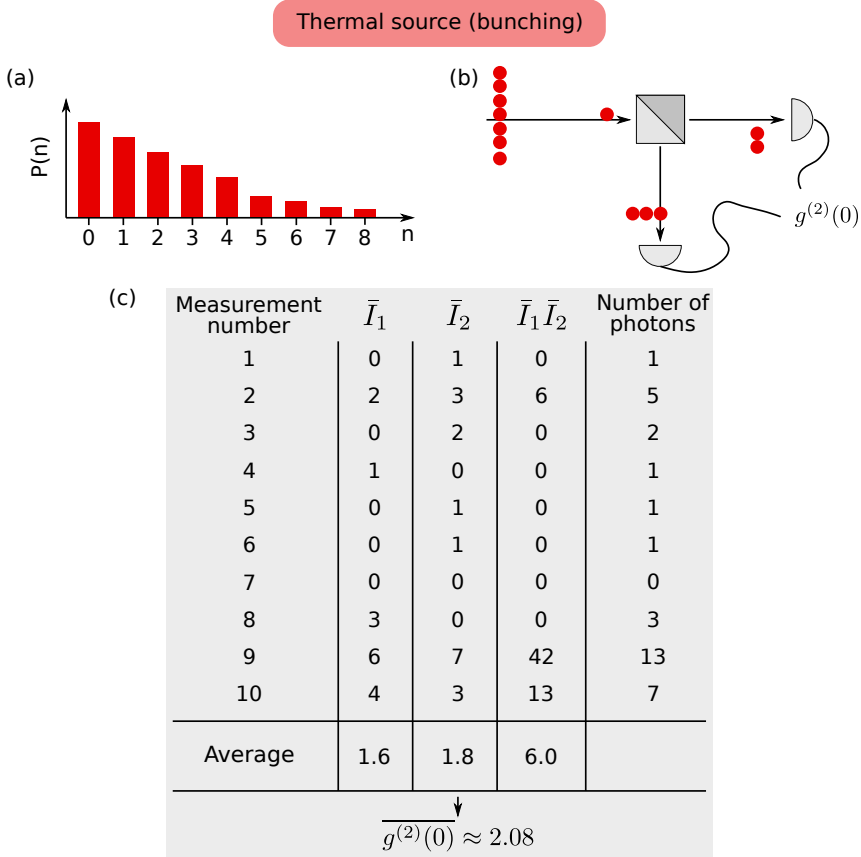 Thermal source (bunching)
(a)
P(n)
0 1 2 3 4 5 6 7 8 n
(b)
g⁽²⁾(0)
(c)
Measurement number Ī₁ Ī₂ Ī₁Ī₂ Number of photons
1 0 1 0 1
2 2 3 6 5
3 0 2 0 2
4 1 0 0 1
5 0 1 0 1
6 0 1 0 1
7 0 0 0 0
8 3 0 0 3
9 6 7 42 13
10 4 3 13 7
Average 1.6 1.8 6.0
g̅⁽²⁾(0) ≈ 2.08